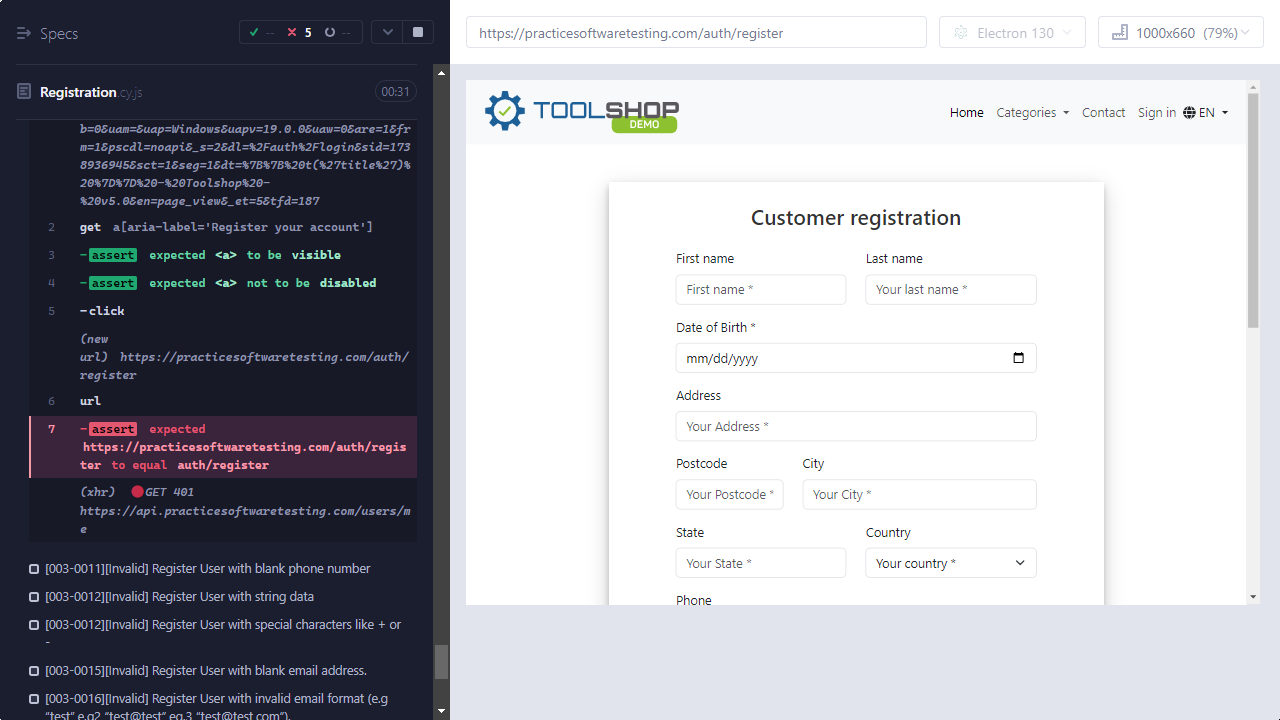 Specs
-- 5 --
Registration.cy.js
00:31
b=0&uam=&uap=Windows&uapv=19.0.0&uaw=0&are=1&fr
m=1&pscdl=noapi&_s=2&dl=%2Fauth%2Flogin&sid=173
8936945&sct=1&seg=1&dt=%7B%7B%20t(%27title%27)%
20%7D%7D%20-%20Toolshop%20-
%20v5.0&en=page_view&_et=5&tfd=187
2 get a[aria-label='Register your account']
3 -assert expected <a> to be visible
4 -assert expected <a> not to be disabled
5 -click
(new
url) https://practicesoftwaretesting.com/auth/
register
6 url
7 -assert expected
https://practicesoftwaretesting.com/auth/regis
ter to equal auth/register
(xhr) GET 401
https://api.practicesoftwaretesting.com/users/m
e
[003-0011][Invalid] Register User with blank phone number
[003-0012][Invalid] Register User with string data
[003-0012][Invalid] Register User with special characters like + or
-
[003-0015][Invalid] Register User with blank email address.
[003-0016][Invalid] Register User with invalid email format (e.g
“test” e.g2 “test@test” eg.3 “test@test.com”).
https://practicesoftwaretesting.com/auth/register
Electron 130
1000x660 (79%)
TOOLSHOP
DEMO
Home Categories Contact Sign in EN
Customer registration
First name Last name
First name * Your last name *
Date of Birth *
mm/dd/yyyy
Address
Your Address *
Postcode City
Your Postcode * Your City *
State Country
Your State * Your country *
Phone